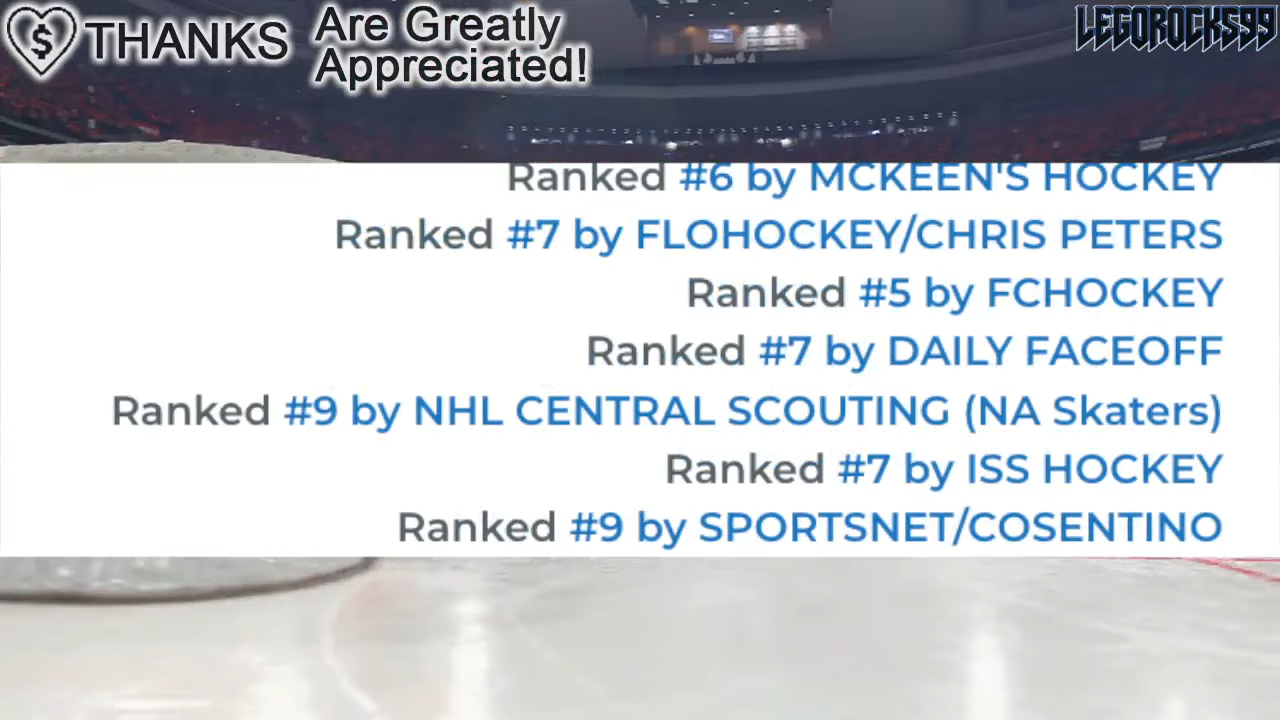 THANKS
Are Greatly
Appreciated!
LEGOROCKS99
Ranked #6 by MCKEEN'S HOCKEY
Ranked #7 by FLOHOCKEY/CHRIS PETERS
Ranked #5 by FCHOCKEY
Ranked #7 by DAILY FACEOFF
Ranked #9 by NHL CENTRAL SCOUTING (NA Skaters)
Ranked #7 by ISS HOCKEY
Ranked #9 by SPORTSNET/COSENTINO